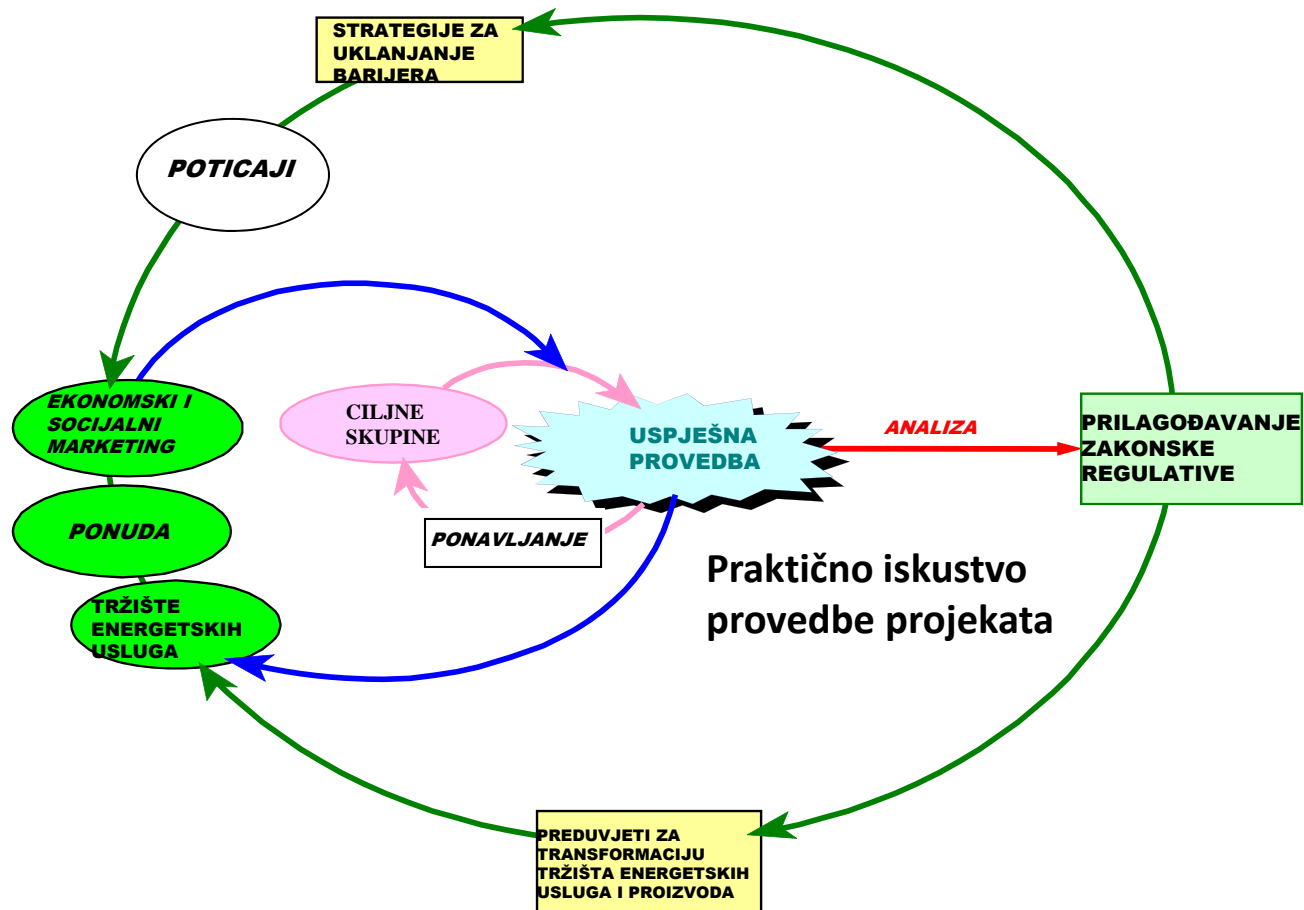 STRATEGIJE ZA
UKLANJANJE
BARIJERA
POTICAJI
EKONOMSKI I
SOCIJALNI
MARKETING
CILJNE
SKUPINE
USPJEŠNA
PROVEDBA
ANALIZA
PRILAGOĐAVANJE
ZAKONSKE
REGULATIVE
PONUDA
PONAVLJANJE
Praktično iskustvo
provedbe projekata
TRŽIŠTE
ENERGETSKIH
USLUGA
PREDUVJETI ZA
TRANSFORMACIJU
TRŽIŠTA ENERGETSKIH
USLUGA I PROIZVODA